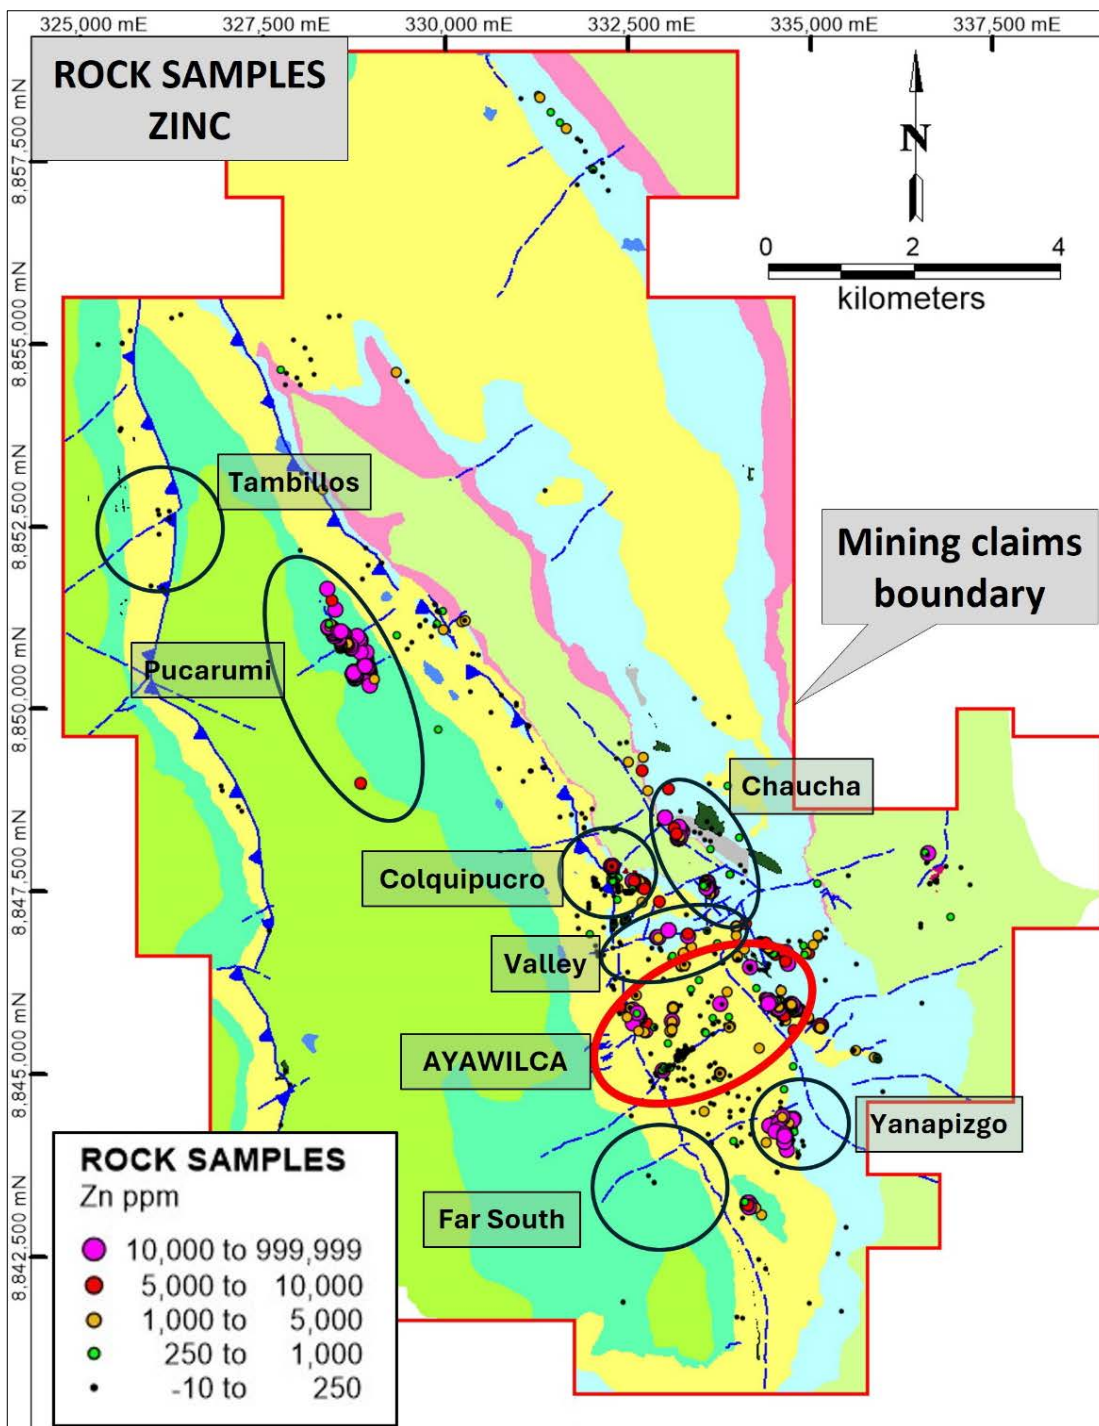 325,000 mE
327,500 mE
330,000 mE
332,500 mE
335,000 mE
337,500 mE
ROCK SAMPLES
ZINC
8,857,500 mN
N
0 2 4
kilometers
8,855,000 mN
Tambillos
8,852,500 mN
Mining claims
boundary
Pucarumi
8,850,000 mN
Chaucha
Colquipucro
8,847,500 mN
Valley
AYAWILCA
8,845,000 mN
Yanapizgo
Far South
8,842,500 mN
ROCK SAMPLES
Zn ppm
10,000 to 999,999
5,000 to 10,000
1,000 to 5,000
250 to 1,000
-10 to 250